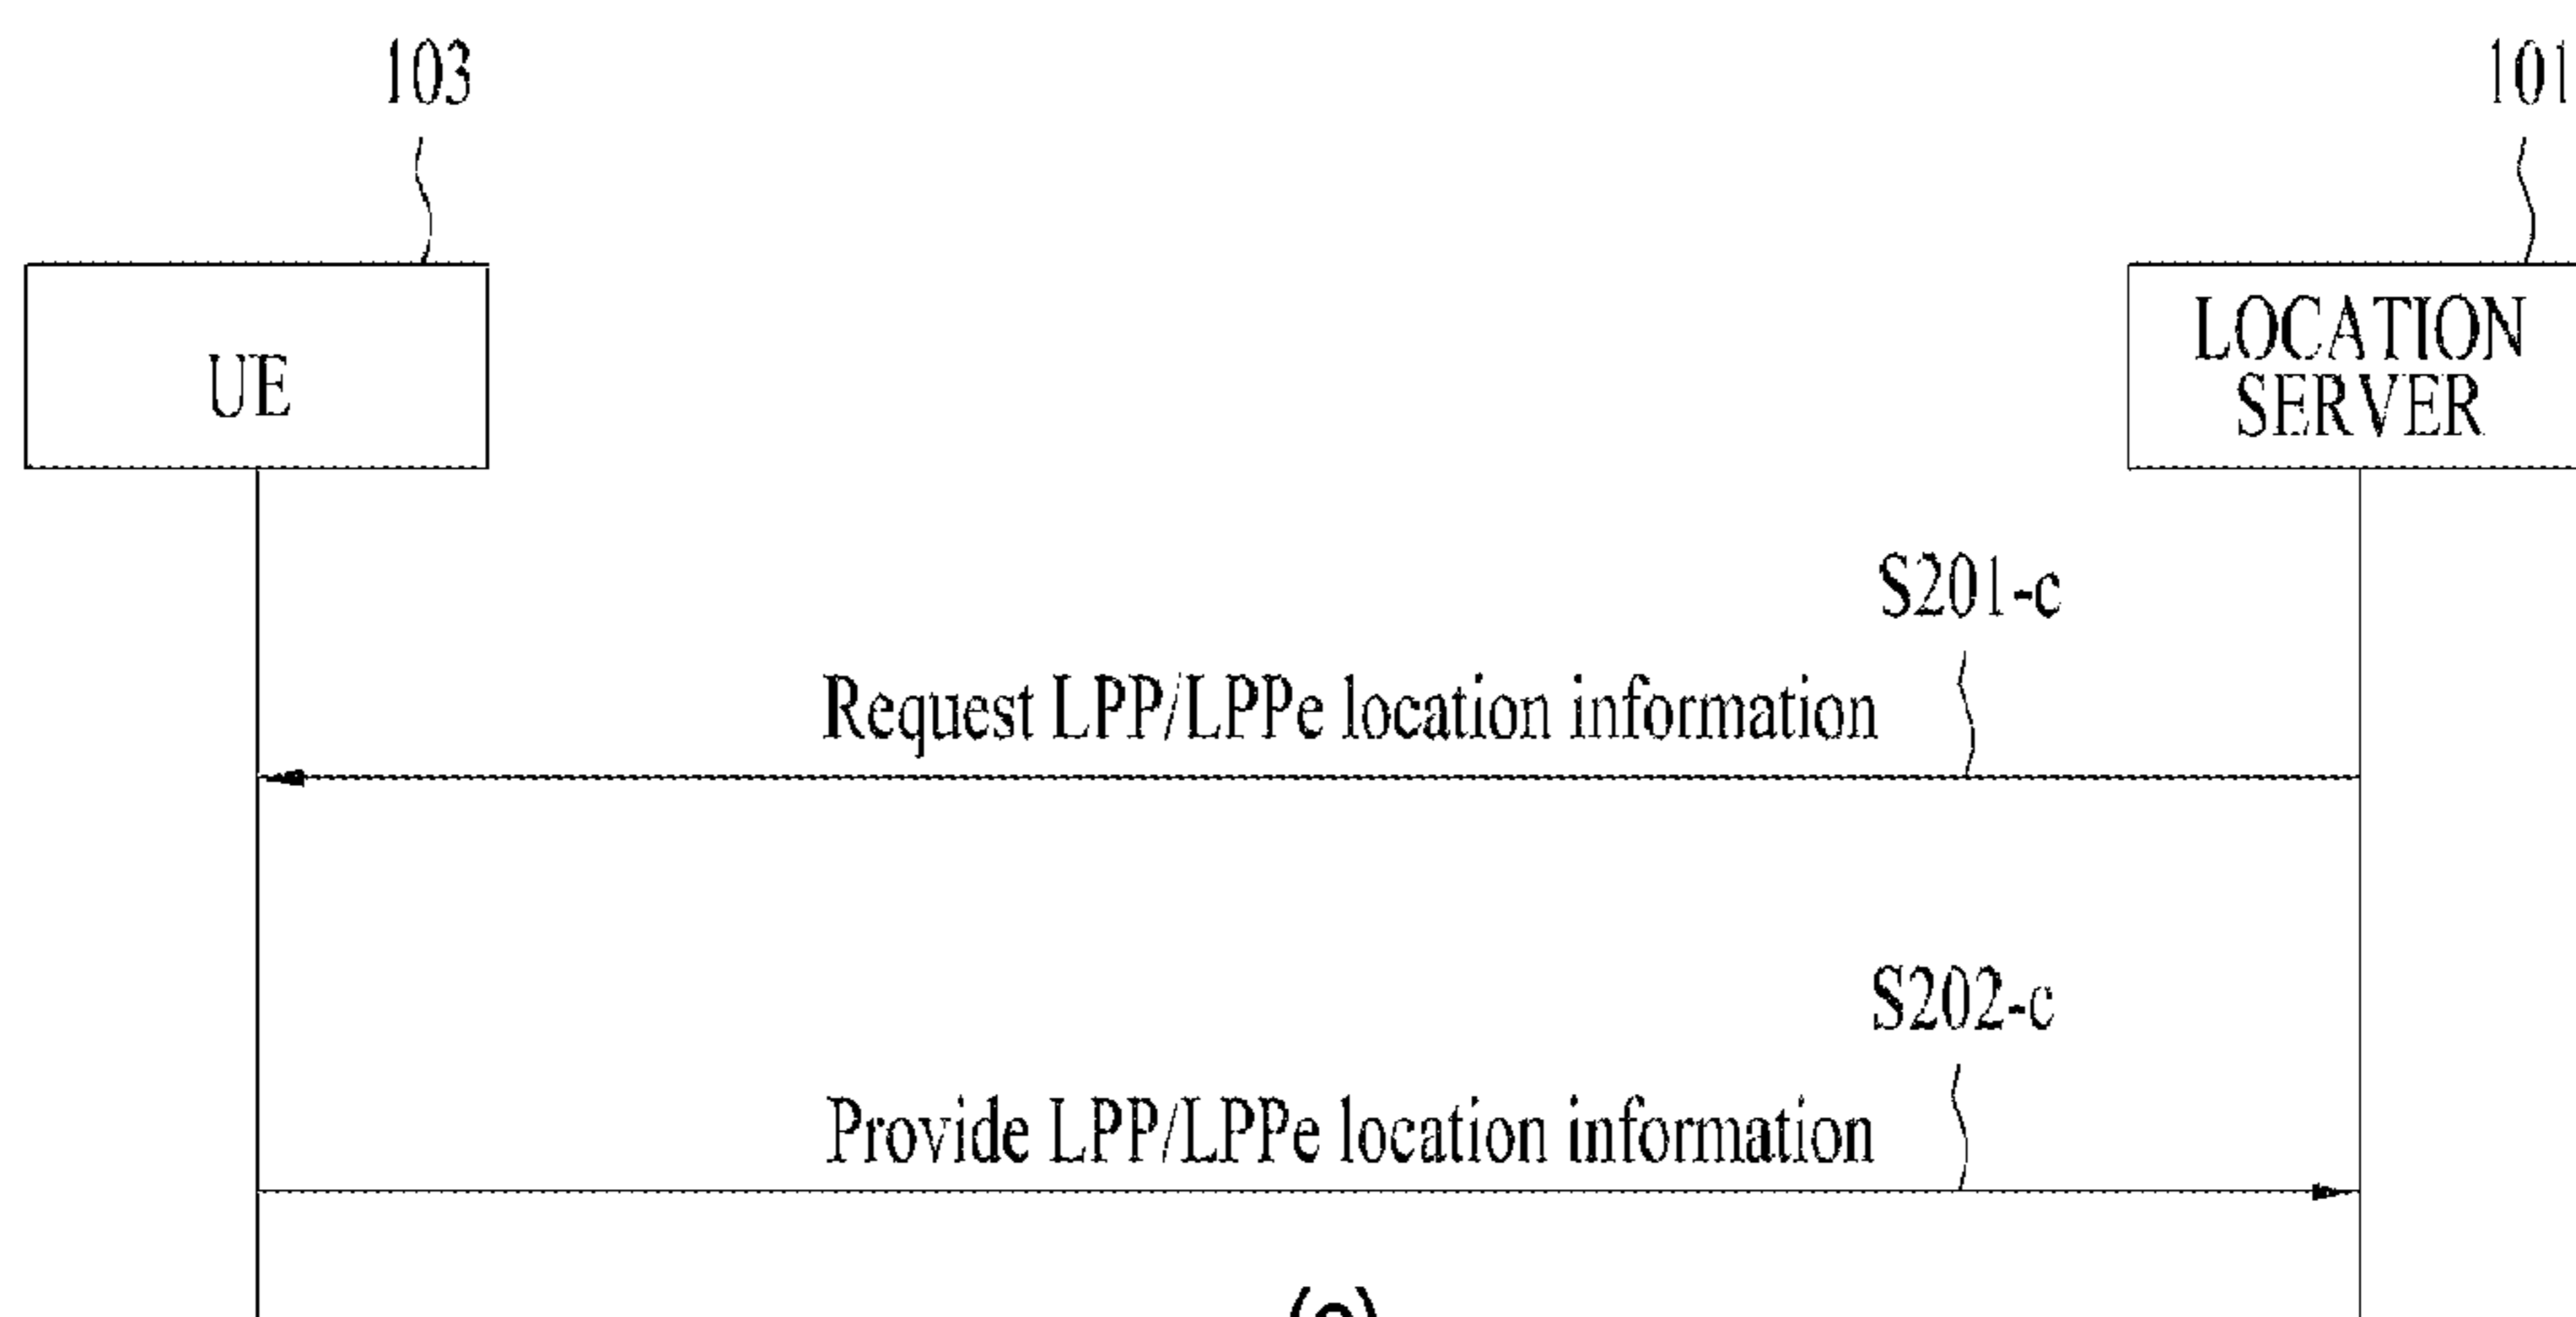 103
101
UE
LOCATION
SERVER
S201-c
Request LPP/LPPe location information
S202-c
Provide LPP/LPPe location information